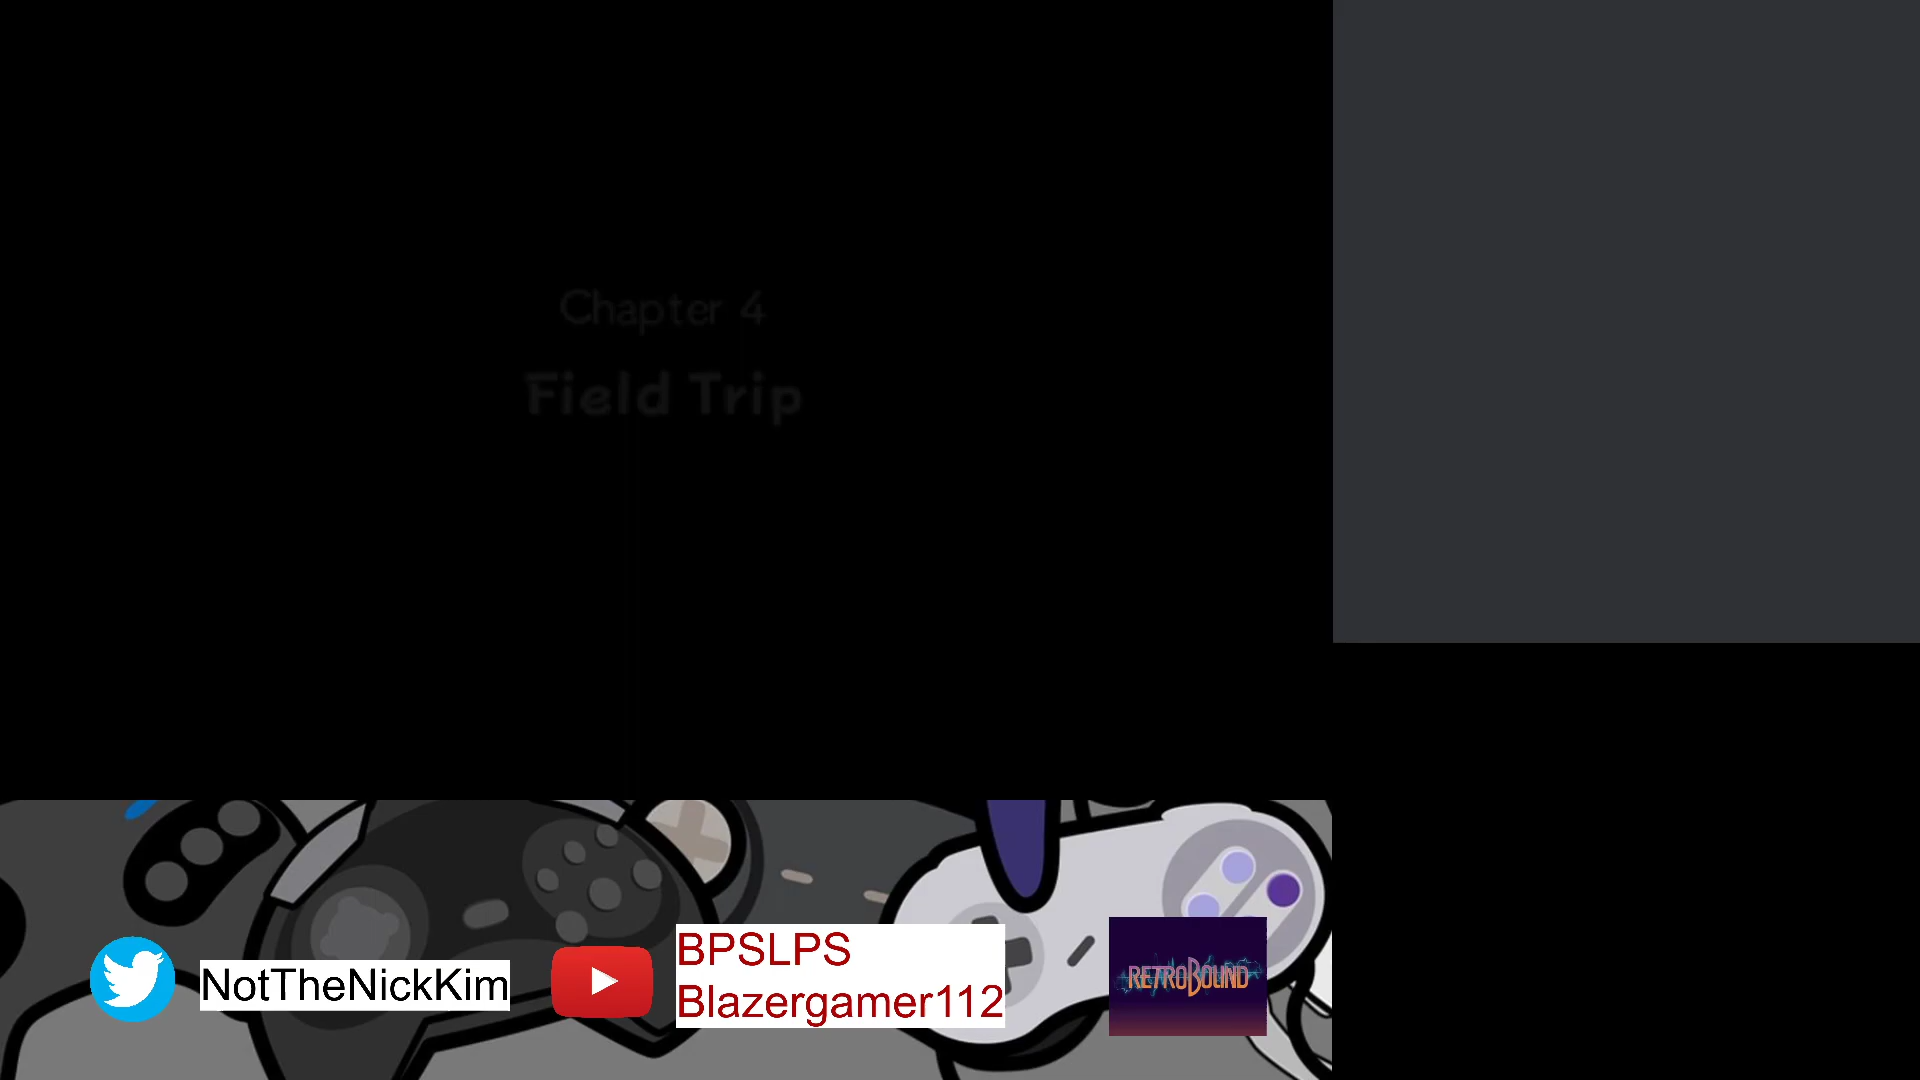 Chapter 4
Field Trip
NotTheNickKim
BPSLPS
Blazergamer112
RETROBOUND